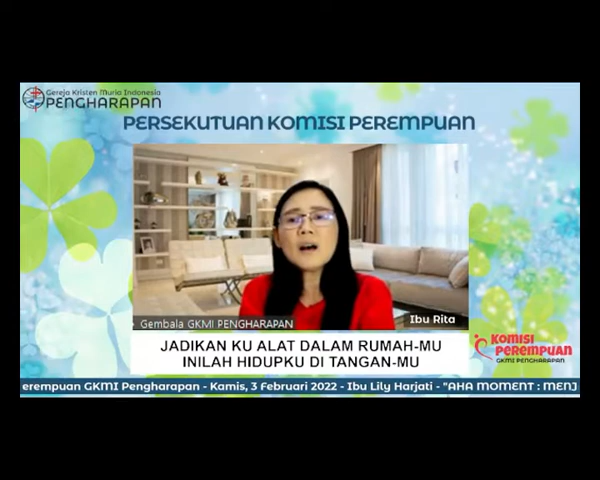 Gereja Kristen Muria Indonesia
PENGHARAPAN
PERSEKUTUAN KOMISI PEREMPUAN
Gembala GKMI PENGHARAPAN
Ibu Rita
JADIKAN KU ALAT DALAM RUMAH-MU
INILAH HIDUPKU DI TANGAN-MU
KOMISI
PEREMPUAN
GKMI PENGHARAPAN
erempuan GKMI Pengharapan - Kamis, 3 Februari 2022 - Ibu Lily Harjati - "AHA MOMENT : MENJ